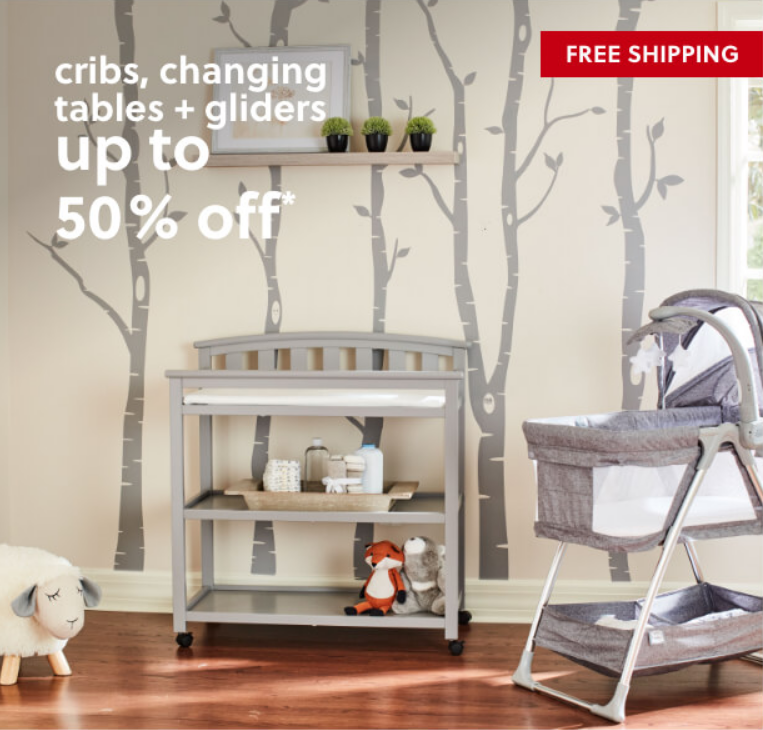 FREE SHIPPING
cribs, changing
tables + gliders
up to
50% off*